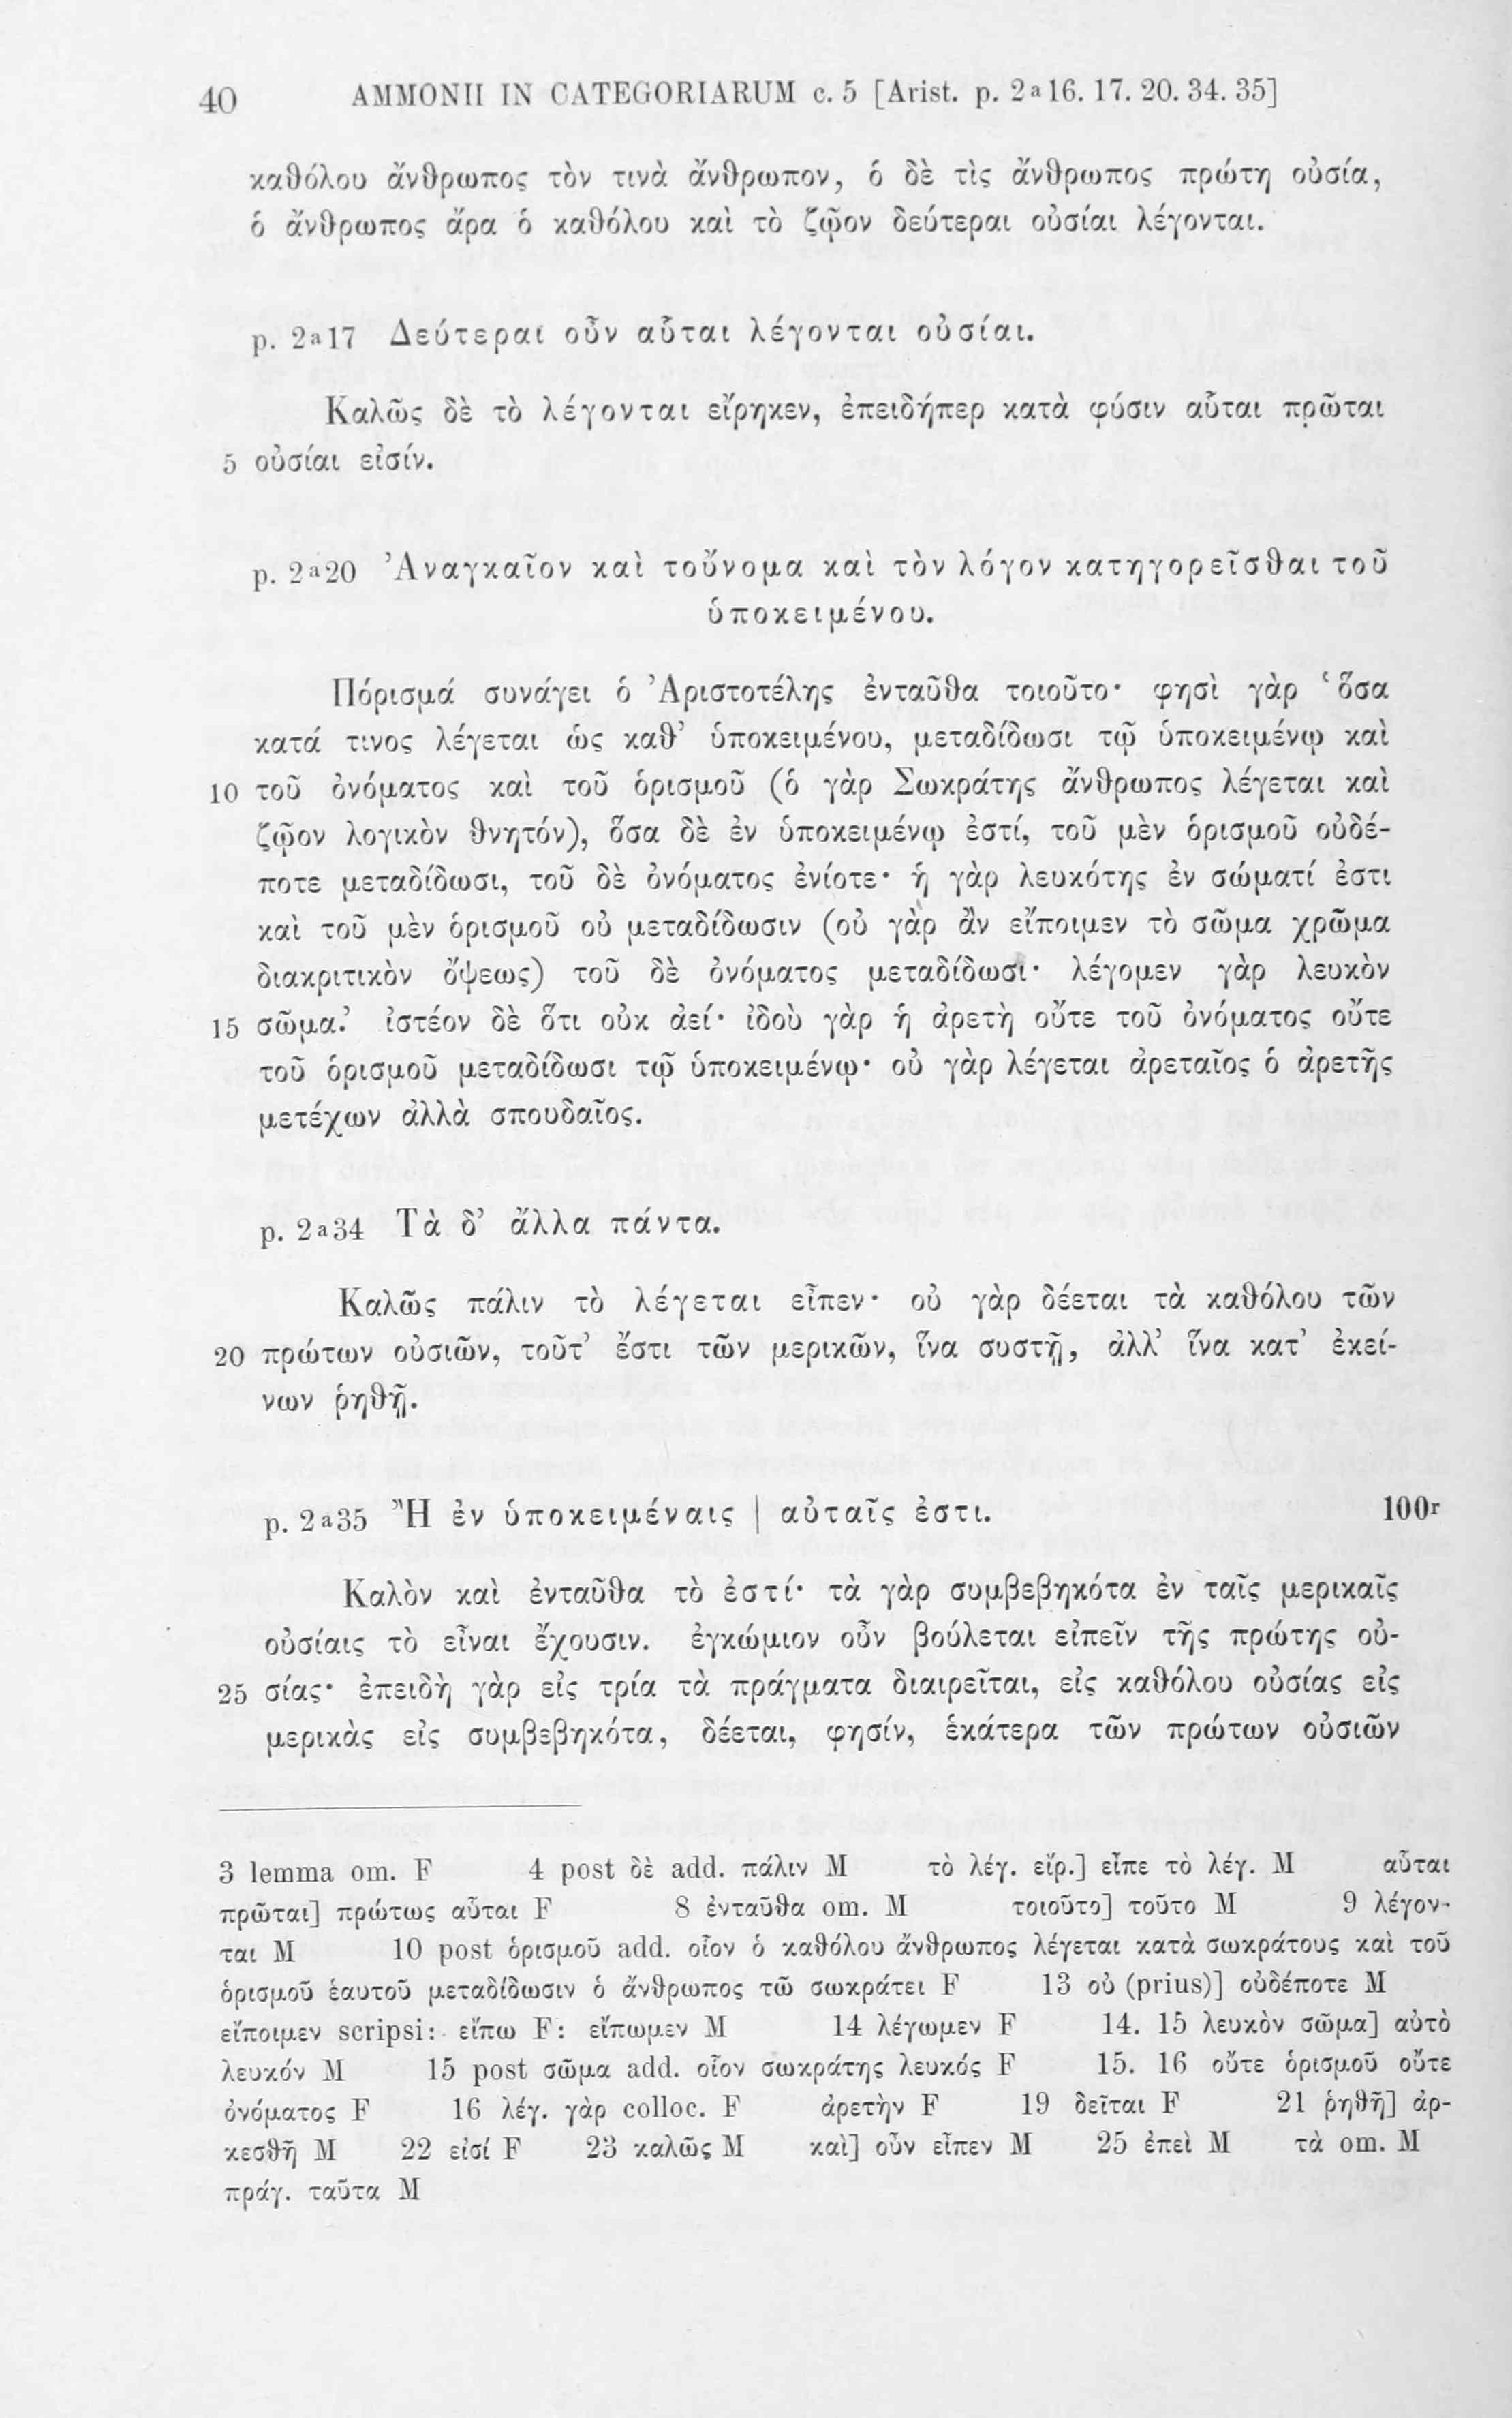 40 AMMONII IN CATEGORIARUM c. 5 [Arist. p. 2a16. 17. 20. 34. 35]
καθόλου ἄνθρωπος τὸν τινὰ ἄνθρωπον, ὁ δὲ τὶς ἄνθρωπος πρώτη οὐσία,
ὁ ἄνθρωπος ἄρα ὁ καθόλου καὶ τὸ ζῷον δεύτεραι οὐσίαι λέγονται.
p. 2a17 Δεύτεραι οὖν αὗται λέγονται οὐσίαι.
Καλῶς δὲ τὸ λέγονται εἴρηκεν, ἐπειδήπερ κατὰ φύσιν αὗται πρῶται
5 οὐσίαι εἰσίν.
p. 2a20 Ἀναγκαῖον καὶ τοὔνομα καὶ τὸν λόγον κατηγορεῖσθαι τοῦ
ὑποκειμένου.
Πόρισμά συνάγει ὁ Ἀριστοτέλης ἐνταῦθα τοιοῦτο· φησὶ γὰρ ‘ὅσα
κατά τινος λέγεται ὡς καθ’ ὑποκειμένου, μεταδίδωσι τῷ ὑποκειμένῳ καὶ
10 τοῦ ὀνόματος καὶ τοῦ ὁρισμοῦ (ὁ γὰρ Σωκράτης ἄνθρωπος λέγεται καὶ
ζῷον λογικὸν θνητόν), ὅσα δὲ ἐν ὑποκειμένῳ ἐστί, τοῦ μὲν ὁρισμοῦ οὐδέ-
ποτε μεταδίδωσι, τοῦ δὲ ὀνόματος ἐνίοτε· ἡ γὰρ λευκότης ἐν σώματί ἐστι
καὶ τοῦ μὲν ὁρισμοῦ οὐ μεταδίδωσιν (οὐ γὰρ ἂν εἴποιμεν τὸ σῶμα χρῶμα
διακριτικὸν ὄψεως) τοῦ δὲ ὀνόματος μεταδίδωσι· λέγομεν γὰρ λευκὸν
15 σῶμα.’ ἰστέον δὲ ὅτι οὐκ ἀεί· ἰδοὺ γὰρ ἡ ἀρετὴ οὔτε τοῦ ὀνόματος οὔτε
τοῦ ὁρισμοῦ μεταδίδωσι τῷ ὑποκειμένῳ· οὐ γὰρ λέγεται ἀρεταῖος ὁ ἀρετῆς
μετέχων ἀλλὰ σπουδαῖος.
p. 2a34 Τὰ δ’ ἄλλα πάντα.
Καλῶς πάλιν τὸ λέγεται εἶπεν· οὐ γὰρ δέεται τὰ καθόλου τῶν
20 πρώτων οὐσιῶν, τοῦτ’ ἔστι τῶν μερικῶν, ἵνα συστῇ, ἀλλ’ ἵνα κατ’ ἐκεί-
νων ῥηθῇ.
p. 2a35 Ἢ ἐν ὑποκειμέναις | αὐταῖς ἐστι. 100r
Καλὸν καὶ ἐνταῦθα τὸ ἐστί· τὰ γὰρ συμβεβηκότα ἐν ταῖς μερικαῖς
οὐσίαις τὸ εἶναι ἔχουσιν. ἐγκώμιον οὖν βούλεται εἰπεῖν τῆς πρώτης οὐ-
25 σίας· ἐπειδὴ γὰρ εἰς τρία τὰ πράγματα διαιρεῖται, εἰς καθόλου οὐσίας εἰς
μερικὰς εἰς συμβεβηκότα, δέεται, φησίν, ἑκάτερα τῶν πρώτων οὐσιῶν
3 lemma om. F 4 post δὲ add. πάλιν M τὸ λέγ. εἴρ.] εἶπε τὸ λέγ. M αὗται
πρῶται] πρώτως αὗται F 8 ἐνταῦθα om. M τοιοῦτο] τοῦτο M 9 λέγον-
ται M 10 post ὁρισμοῦ add. οἷον ὁ καθόλου ἄνθρωπος λέγεται κατὰ σωκράτους καὶ τοῦ
ὁρισμοῦ ἑαυτοῦ μεταδίδωσιν ὁ ἄνθρωπος τῶ σωκράτει F 13 οὐ (prius)] οὐδέποτε M
εἴποιμεν scripsi: εἴπω F: εἴπωμεν M 14 λέγωμεν F 14. 15 λευκὸν σῶμα] αὐτὸ
λευκόν M 15 post σῶμα add. οἷον σωκράτης λευκός F 15. 16 οὔτε ὁρισμοῦ οὔτε
ὀνόματος F 16 λέγ. γὰρ colloc. F ἀρετὴν F 19 δεῖται F 21 ῥηθῆ] ἀρ-
κεσθῆ M 22 εἰσί F 23 καλῶς M καὶ] οὖν εἶπεν M 25 ἐπεὶ M τὰ om. M
πράγ. ταῦτα M